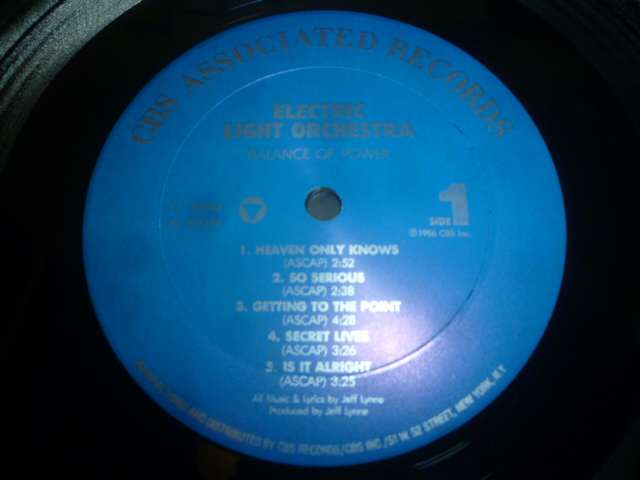 CBS ASSOCIATED RECORDS
ELECTRIC
LIGHT ORCHESTRA
BALANCE OF POWER
SIDE 1
℗1986 CBS Inc.
1. HEAVEN ONLY KNOWS
(ASCAP) 2:52
2. SO SERIOUS
(ASCAP) 2:38
3. GETTING TO THE POINT
(ASCAP) 4:28
4. SECRET LIVES
(ASCAP) 3:26
5. IS IT ALRIGHT
(ASCAP) 3:25
All Music & Lyrics by Jeff Lynne
Produced by Jeff Lynne
MANUFACTURED AND DISTRIBUTED BY CBS RECORDS/CBS INC./51 W. 52 STREET, NEW YORK, N.Y.